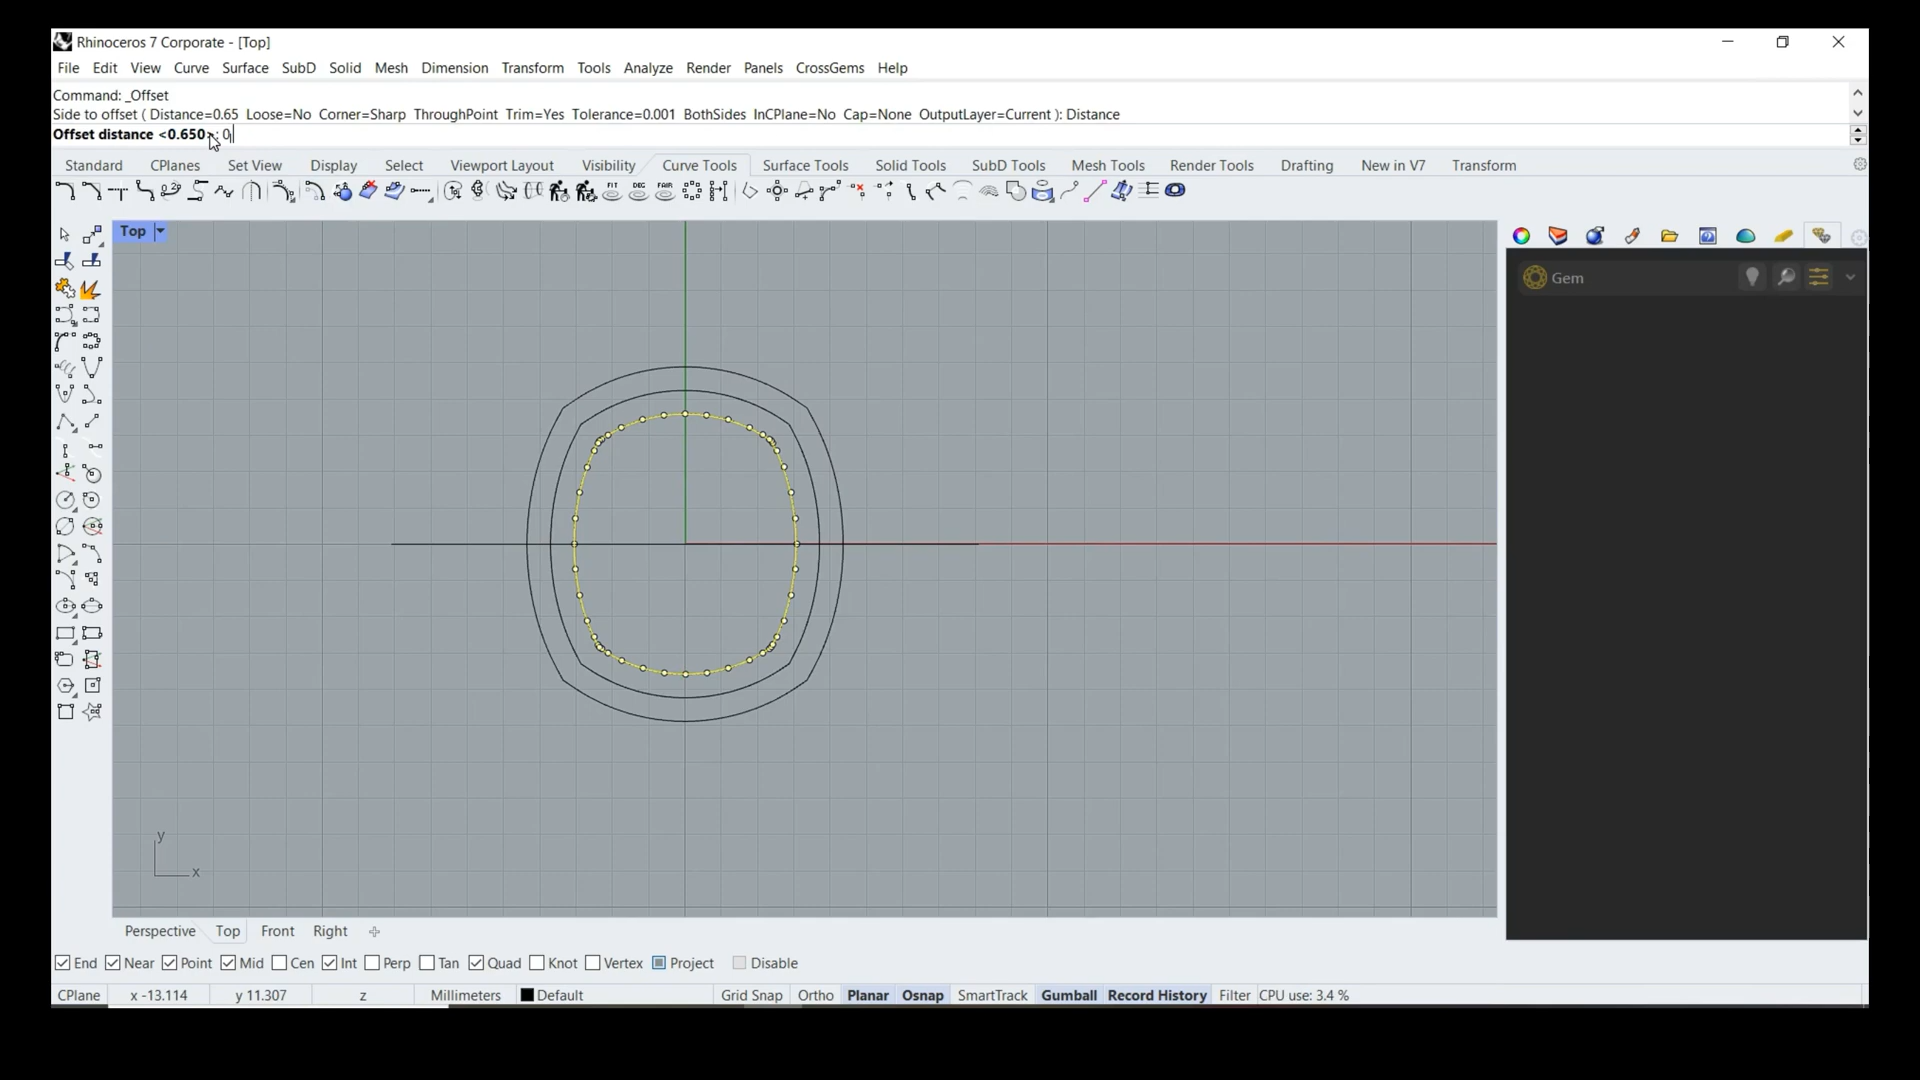 Rhinoceros 7 Corporate - [Top]
File Edit View Curve Surface SubD Solid Mesh Dimension Transform Tools Analyze Render Panels CrossGems Help
Command: _Offset
Side to offset ( Distance=0.65 Loose=No Corner=Sharp ThroughPoint Trim=Yes Tolerance=0.001 BothSides InCPlane=No Cap=None OutputLayer=Current ): Distance
Offset distance <0.650>: 0
Standard CPlanes Set View Display Select Viewport Layout Visibility Curve Tools Surface Tools Solid Tools SubD Tools Mesh Tools Render Tools Drafting New in V7 Transform
FIT DEG FAIR
Top
Gem
y
x
Perspective Top Front Right
End Near Point Mid Cen Int Perp Tan Quad Knot Vertex Project Disable
CPlane x -13.114 y 11.307 z Millimeters Default Grid Snap Ortho Planar Osnap SmartTrack Gumball Record History Filter CPU use: 3.4 %